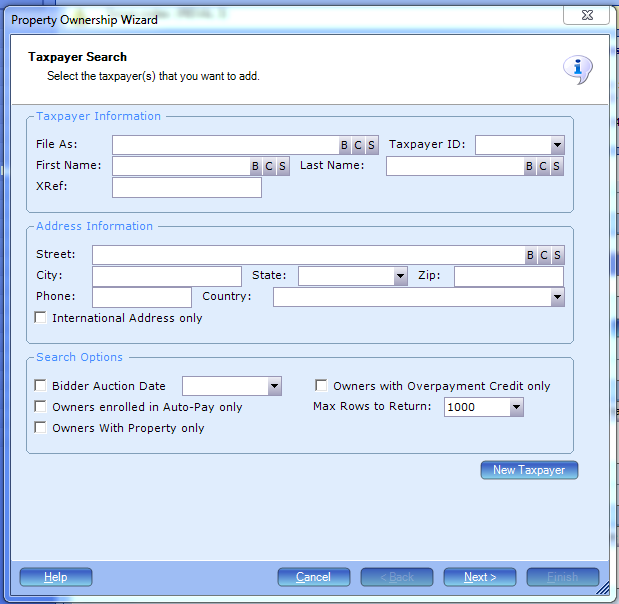 Property Ownership Wizard
Taxpayer Search
Select the taxpayer(s) that you want to add.
Taxpayer Information
File As: B C S Taxpayer ID:
First Name: B C S Last Name: B C S
XRef:
Address Information
Street: B C S
City: State: Zip:
Phone: Country:
International Address only
Search Options
Bidder Auction Date Owners with Overpayment Credit only
Owners enrolled in Auto-Pay only Max Rows to Return: 1000
Owners With Property only
New Taxpayer
Help Cancel < Back Next > Finish